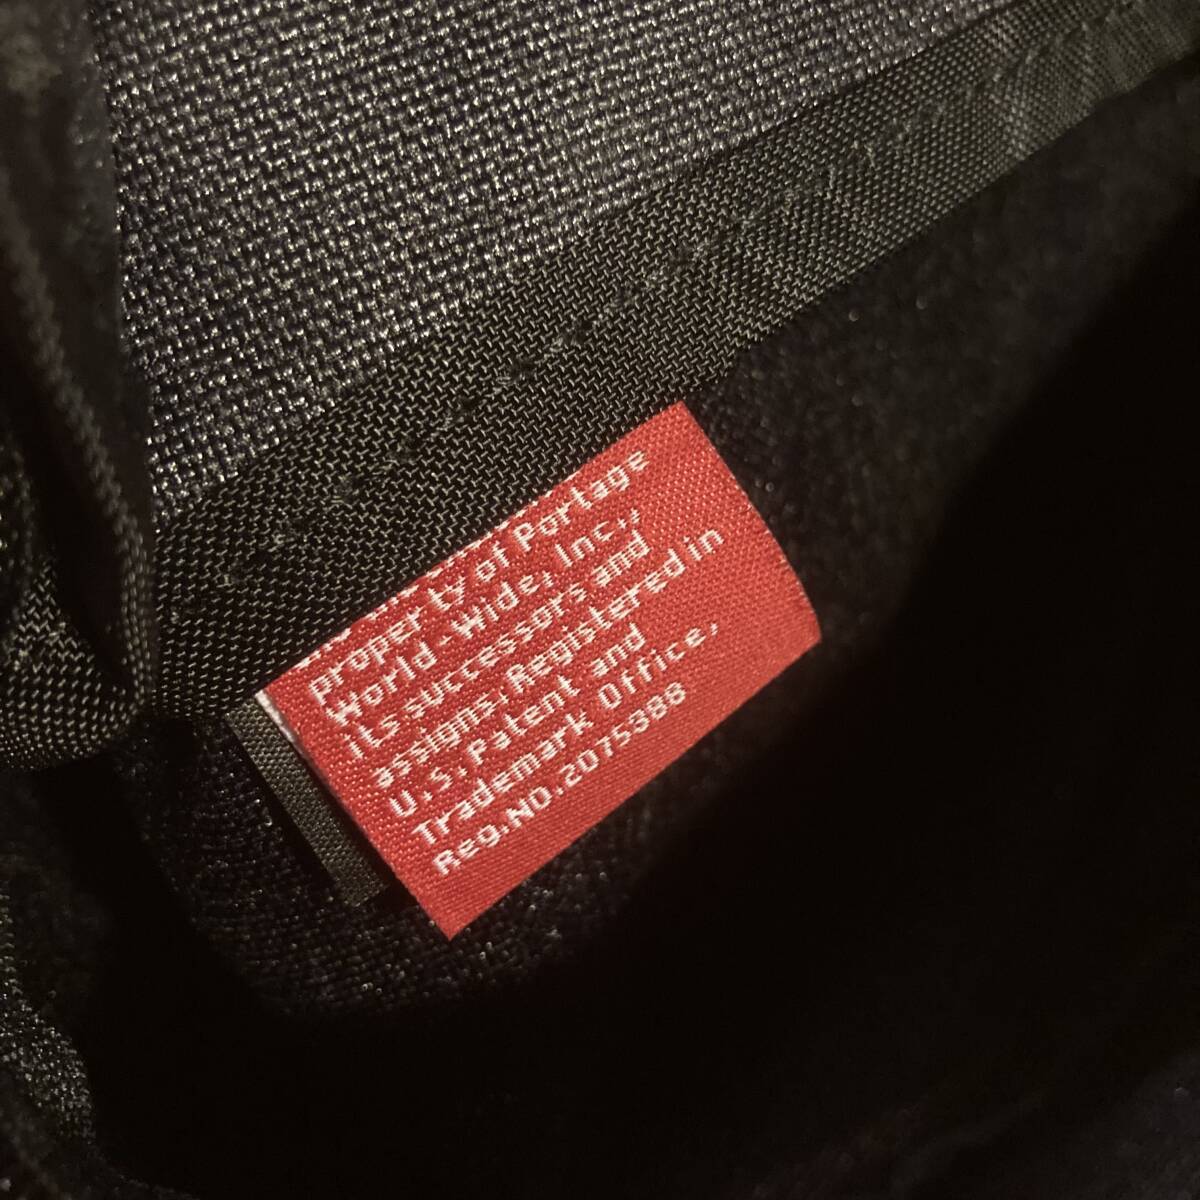 property of Portage
World-Wide, Inc.,
its successors and
assigns. Registered in
U.S. Patent and
Trademark Office,
Reg.NO.2075388